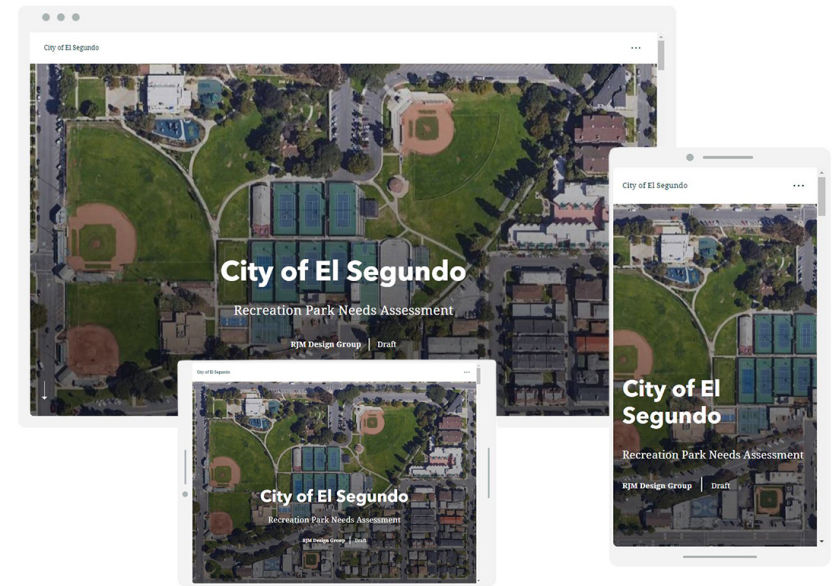 City of El Segundo
City of El Segundo
Recreation Park Needs Assessment
RJM Design Group | Draft
City of El Segundo
City of El Segundo
Recreation Park Needs Assessment
RJM Design Group | Draft
City of El Segundo
City of El
Segundo
Recreation Park Needs Assessment
RJM Design Group | Draft